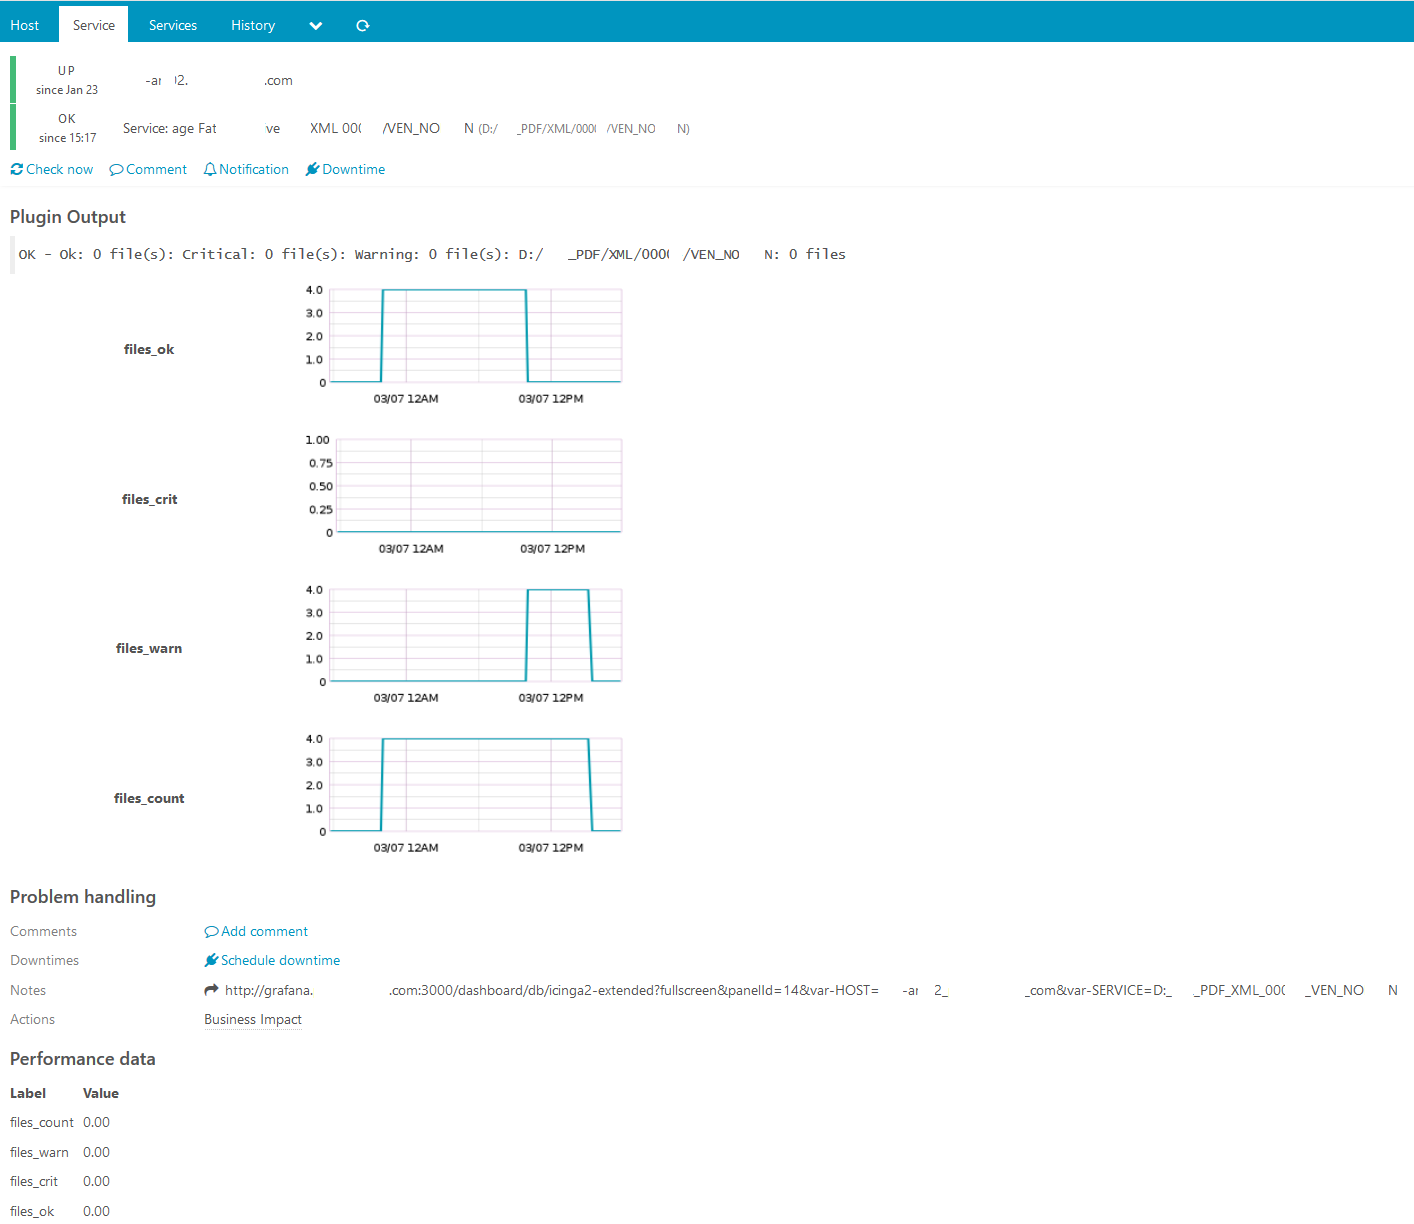 Host Service Services History
UP
since Jan 23
-ar 02. .com
OK
since 15:17
Service: age Fat ve XML 000 /VEN_NO N (D:/ _PDF/XML/0000 /VEN_NO N)
Check now Comment Notification Downtime
Plugin Output
OK - Ok: 0 file(s): Critical: 0 file(s): Warning: 0 file(s): D:/ _PDF/XML/000 /VEN_NO N: 0 files
files_ok
4.0
3.0
2.0
1.0
0
03/07 12AM 03/07 12PM
files_crit
1.00
0.75
0.50
0.25
0
03/07 12AM 03/07 12PM
files_warn
4.0
3.0
2.0
1.0
0
03/07 12AM 03/07 12PM
files_count
4.0
3.0
2.0
1.0
0
03/07 12AM 03/07 12PM
Problem handling
Comments Add comment
Downtimes Schedule downtime
Notes http://grafana. .com:3000/dashboard/db/icinga2-extended?fullscreen&panelId=14&var-HOST= -ar 2_ _com&var-SERVICE=D:_ _PDF_XML_000 _VEN_NO N
Actions Business Impact
Performance data
Label Value
files_count 0.00
files_warn 0.00
files_crit 0.00
files_ok 0.00